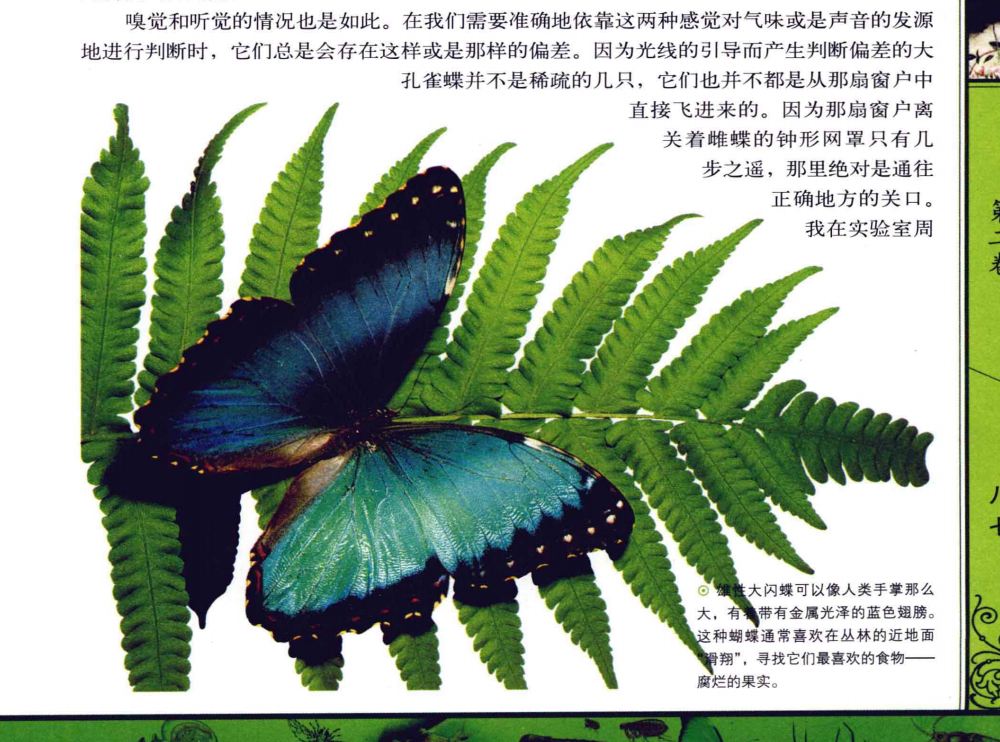 嗅觉和听觉的情况也是如此。在我们需要准确地依靠这两种感觉对气味或是声音的发源
地进行判断时，它们总是会存在这样或是那样的偏差。因为光线的引导而产生判断偏差的大
孔雀蝶并不是稀疏的几只，它们也并不都是从那扇窗户中
直接飞进来的。因为那扇窗户离
关着雌蝶的钟形网罩只有几
步之遥，那里绝对是通往
正确地方的关口。
我在实验室周
雄性大闪蝶可以像人类手掌那么
大，有着带有金属光泽的蓝色翅膀。
这种蝴蝶通常喜欢在丛林的近地面
“滑翔”，寻找它们最喜欢的食物——
腐烂的果实。